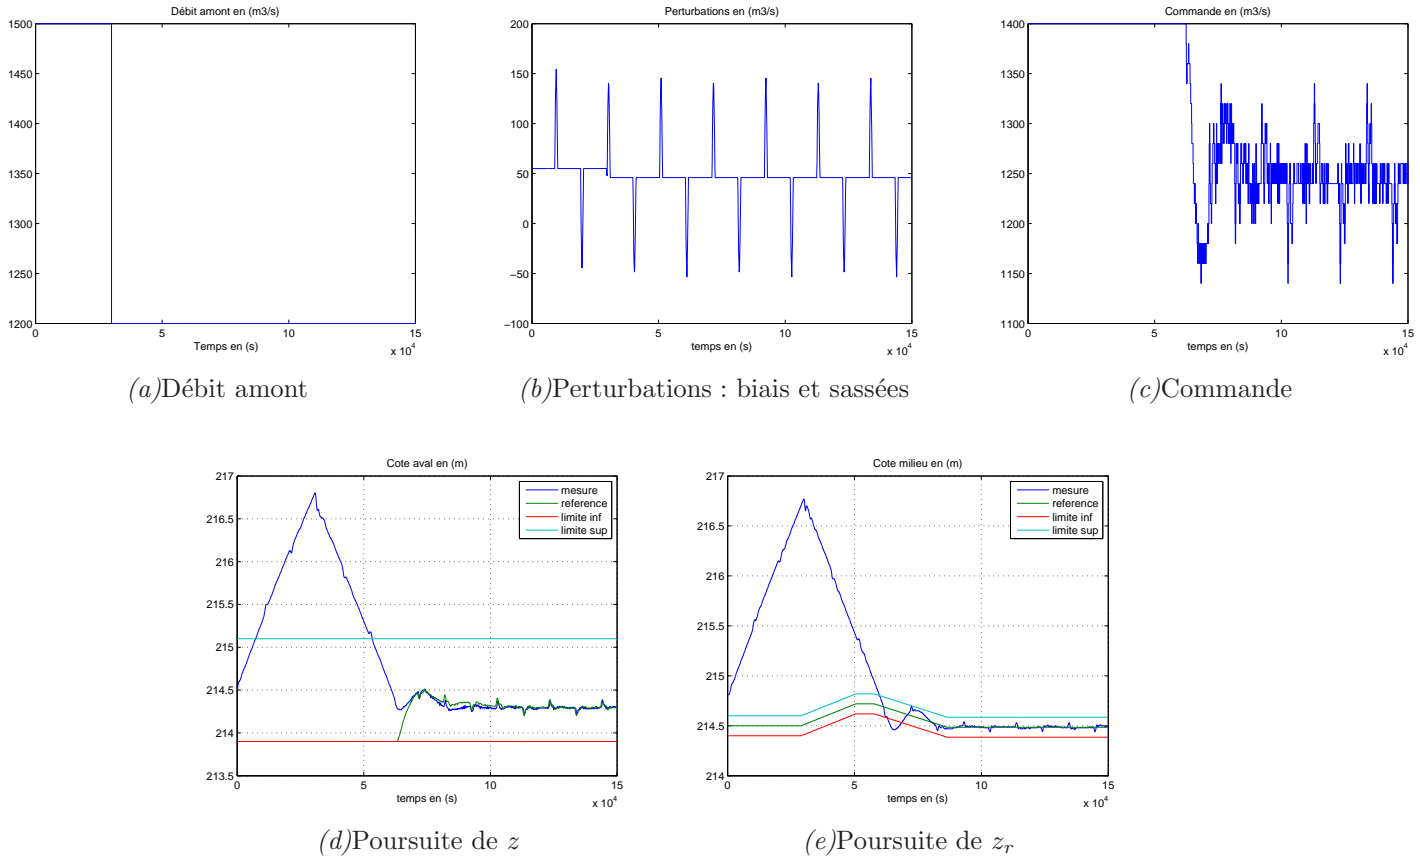 Débit amont en (m3/s)
1500
1450
1400
1350
1300
1250
1200
0
5
10
15
Temps en (s)
x 10^4
(a)Débit amont
Perturbations en (m3/s)
200
150
100
50
0
−50
−100
0
5
10
15
temps en (s)
x 10^4
(b)Perturbations : biais et sassées
Commande en (m3/s)
1400
1350
1300
1250
1200
1150
1100
0
5
10
15
temps en (s)
x 10^4
(c)Commande
Cote aval en (m)
217
216.5
216
215.5
215
214.5
214
213.5
0
5
10
15
temps en (s)
x 10^4
mesure
reference
limite inf
limite sup
(d)Poursuite de z
Cote milieu en (m)
217
216.5
216
215.5
215
214.5
214
0
5
10
15
temps en (s)
x 10^4
mesure
reference
limite inf
limite sup
(e)Poursuite de z_r